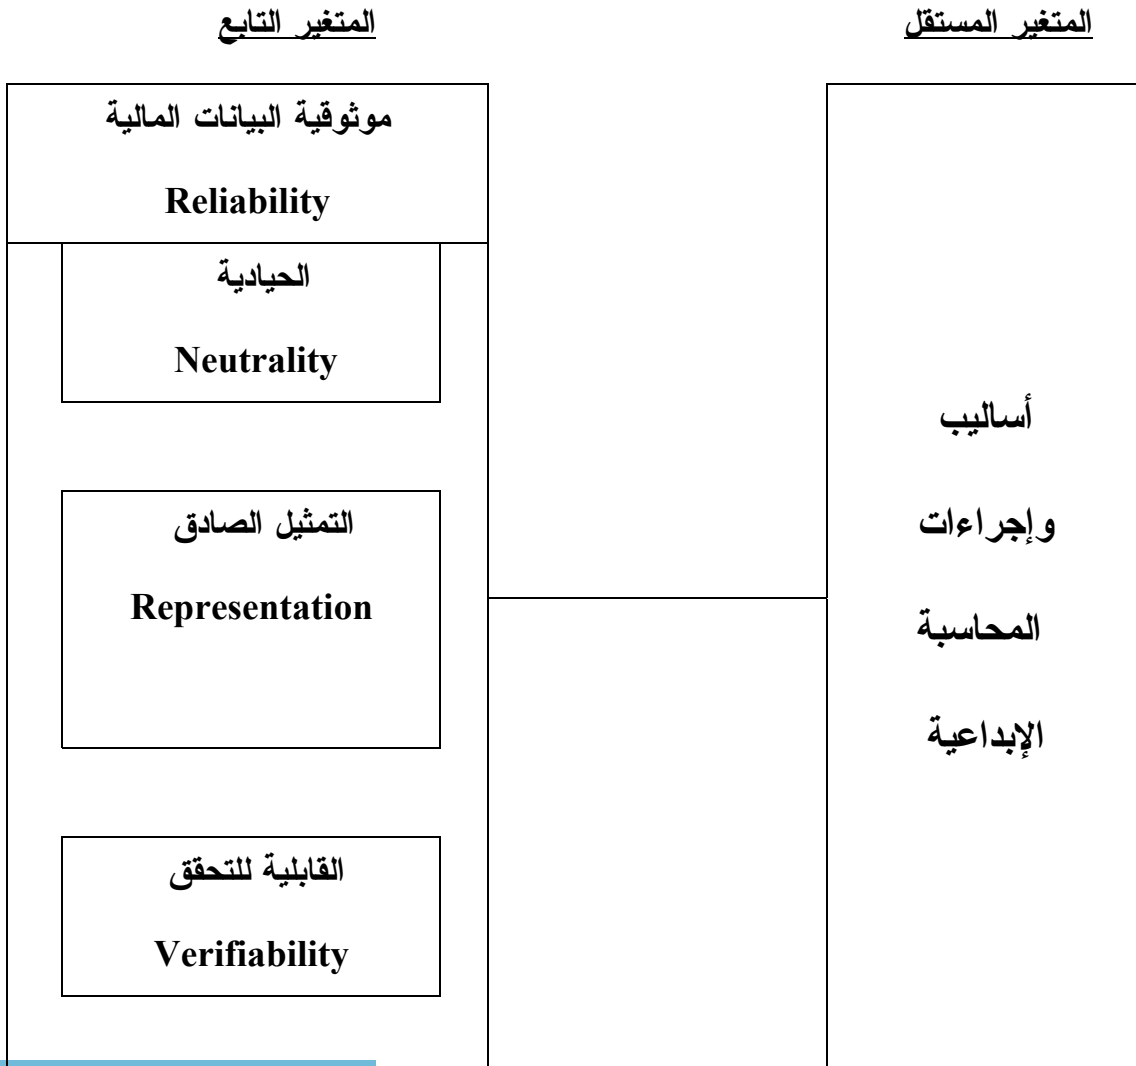 المتغير المستقل
المتغير التابع
أساليب
وإجراءات
المحاسبة
الإبداعية
موثوقية البيانات المالية
Reliability
الحيادية
Neutrality
التمثيل الصادق
Representation
القابلية للتحقق
Verifiability